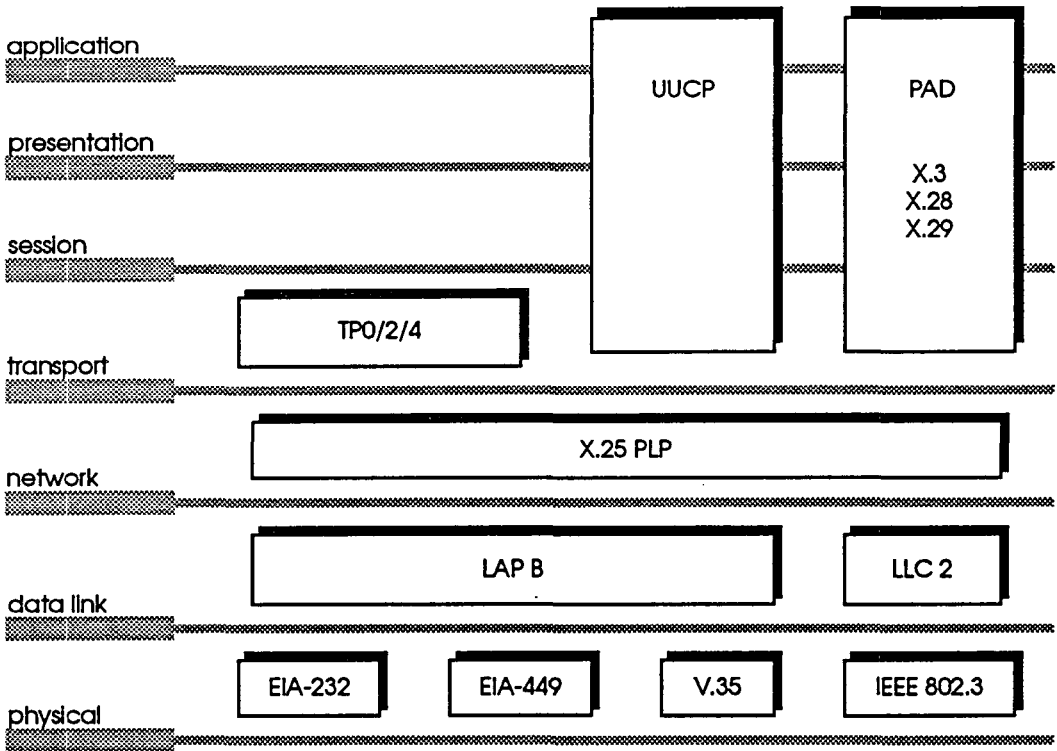 application
UUCP
PAD
presentation
X.3
X.28
X.29
session
TP0/2/4
transport
X.25 PLP
network
LAP B
LLC 2
data link
EIA-232
EIA-449
V.35
IEEE 802.3
physical